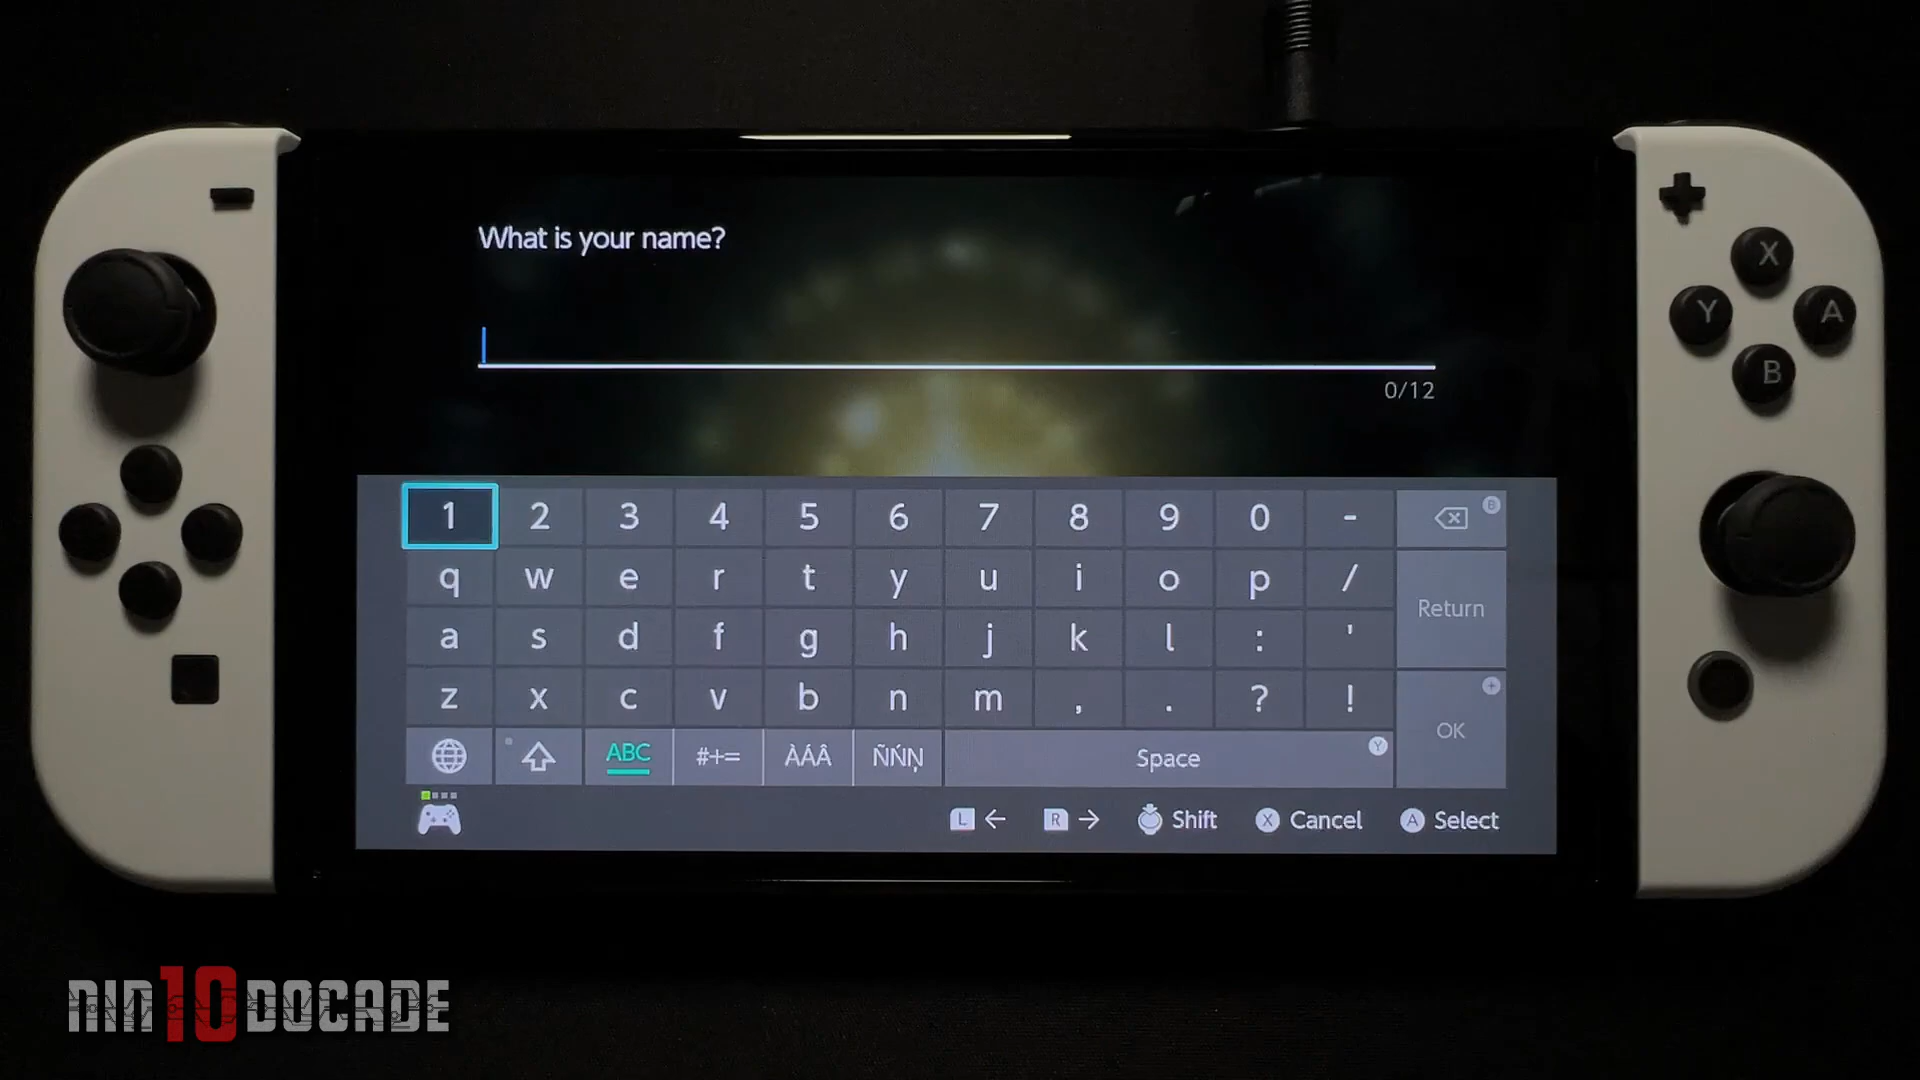 What is your name?
0/12
1 2 3 4 5 6 7 8 9 0 -
q w e r t y u i o p /
Return
a s d f g h j k l : '
z x c v b n m , . ? !
OK
ABC #+= ÀÁÂ ÑŃŅ Space
L ← R → Shift X Cancel A Select
X
Y A
B
B
+
Y
NIN10DOCADE